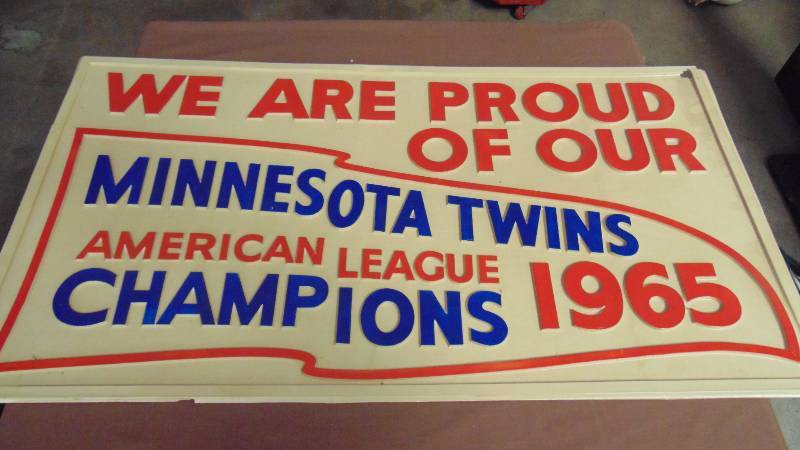 WE ARE PROUD
OF OUR
MINNESOTA TWINS
AMERICAN LEAGUE
CHAMPIONS 1965